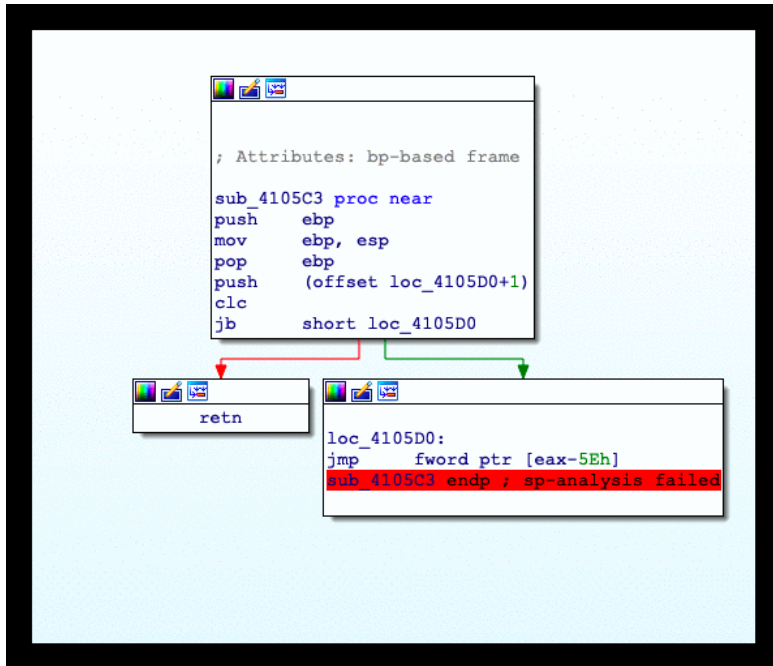 ; Attributes: bp-based frame
sub_4105C3 proc near
push ebp
mov ebp, esp
pop ebp
push (offset loc_4105D0+1)
clc
jb short loc_4105D0
retn
loc_4105D0:
jmp fword ptr [eax-5Eh]
sub_4105C3 endp ; sp-analysis failed